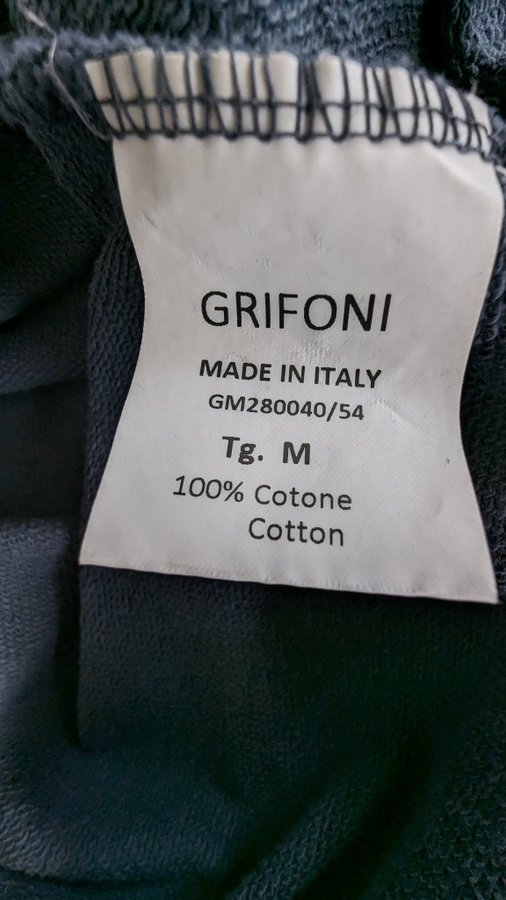 GRIFONI
MADE IN ITALY
GM280040/54
Tg. M
100% Cotone
Cotton